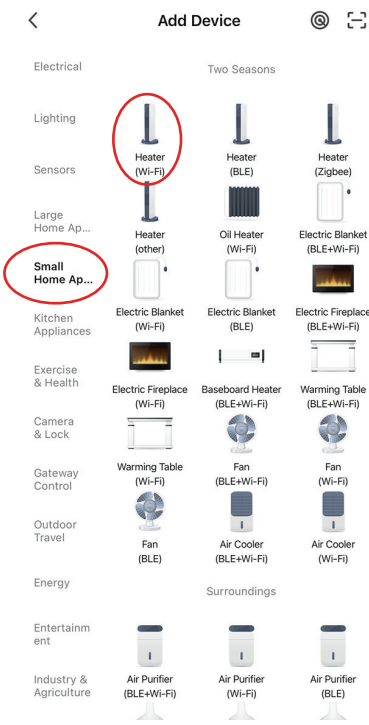 Add Device
Electrical
Lighting
Sensors
Large
Home Ap...
Small
Home Ap...
Kitchen
Appliances
Exercise
& Health
Camera
& Lock
Gateway
Control
Outdoor
Travel
Energy
Entertainm
ent
Industry &
Agriculture
Two Seasons
Heater
(Wi-Fi)
Heater
(BLE)
Heater
(Zigbee)
Heater
(other)
Oil Heater
(Wi-Fi)
Electric Blanket
(BLE+Wi-Fi)
Electric Blanket
(Wi-Fi)
Electric Blanket
(BLE)
Electric Fireplace
(BLE+Wi-Fi)
Electric Fireplace
(Wi-Fi)
Baseboard Heater
(BLE+Wi-Fi)
Warming Table
(BLE+Wi-Fi)
Warming Table
(Wi-Fi)
Fan
(BLE+Wi-Fi)
Fan
(Wi-Fi)
Fan
(BLE)
Air Cooler
(BLE+Wi-Fi)
Air Cooler
(Wi-Fi)
Surroundings
Air Purifier
(BLE+Wi-Fi)
Air Purifier
(Wi-Fi)
Air Purifier
(BLE)